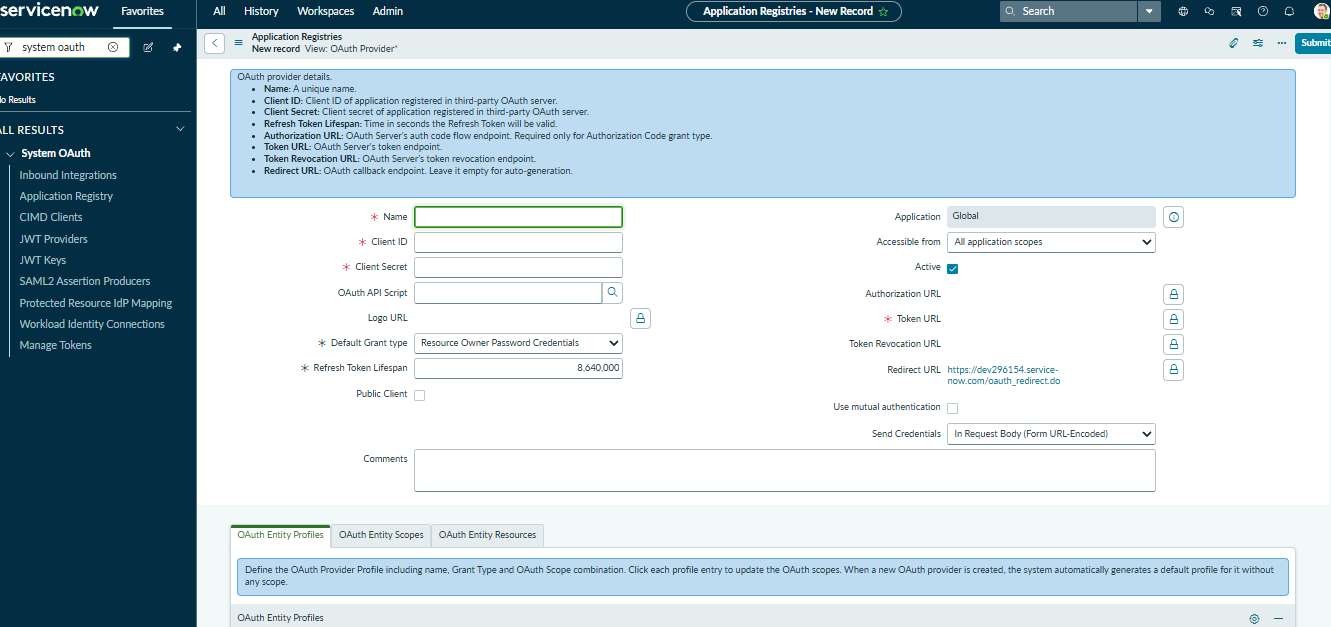 servicenow
Favorites
All
History
Workspaces
Admin
Application Registries - New Record
Search
system oauth
Application Registries
New record View: OAuth Provider*
Submit
FAVORITES
No Results
ALL RESULTS
System OAuth
Inbound Integrations
Application Registry
CIMD Clients
JWT Providers
JWT Keys
SAML2 Assertion Producers
Protected Resource IdP Mapping
Workload Identity Connections
Manage Tokens
OAuth provider details.
Name: A unique name.
Client ID: Client ID of application registered in third-party OAuth server.
Client Secret: Client secret of application registered in third-party OAuth server.
Refresh Token Lifespan: Time in seconds the Refresh Token will be valid.
Authorization URL: OAuth Server's auth code flow endpoint. Required only for Authorization Code grant type.
Token URL: OAuth Server's token endpoint.
Token Revocation URL: OAuth Server's token revocation endpoint.
Redirect URL: OAuth callback endpoint. Leave it empty for auto-generation.
Name
Client ID
Client Secret
OAuth API Script
Logo URL
Default Grant type Resource Owner Password Credentials
Refresh Token Lifespan 8,640,000
Public Client
Application Global
Accessible from All application scopes
Active
Authorization URL
Token URL
Token Revocation URL
Redirect URL https://dev296154.service-
now.com/oauth_redirect.do
Use mutual authentication
Send Credentials In Request Body (Form URL-Encoded)
Comments
OAuth Entity Profiles
OAuth Entity Scopes
OAuth Entity Resources
Define the OAuth Provider Profile including name, Grant Type and OAuth Scope combination. Click each profile entry to update the OAuth scopes. When a new OAuth provider is created, the system automatically generates a default profile for it without
any scope.
OAuth Entity Profiles